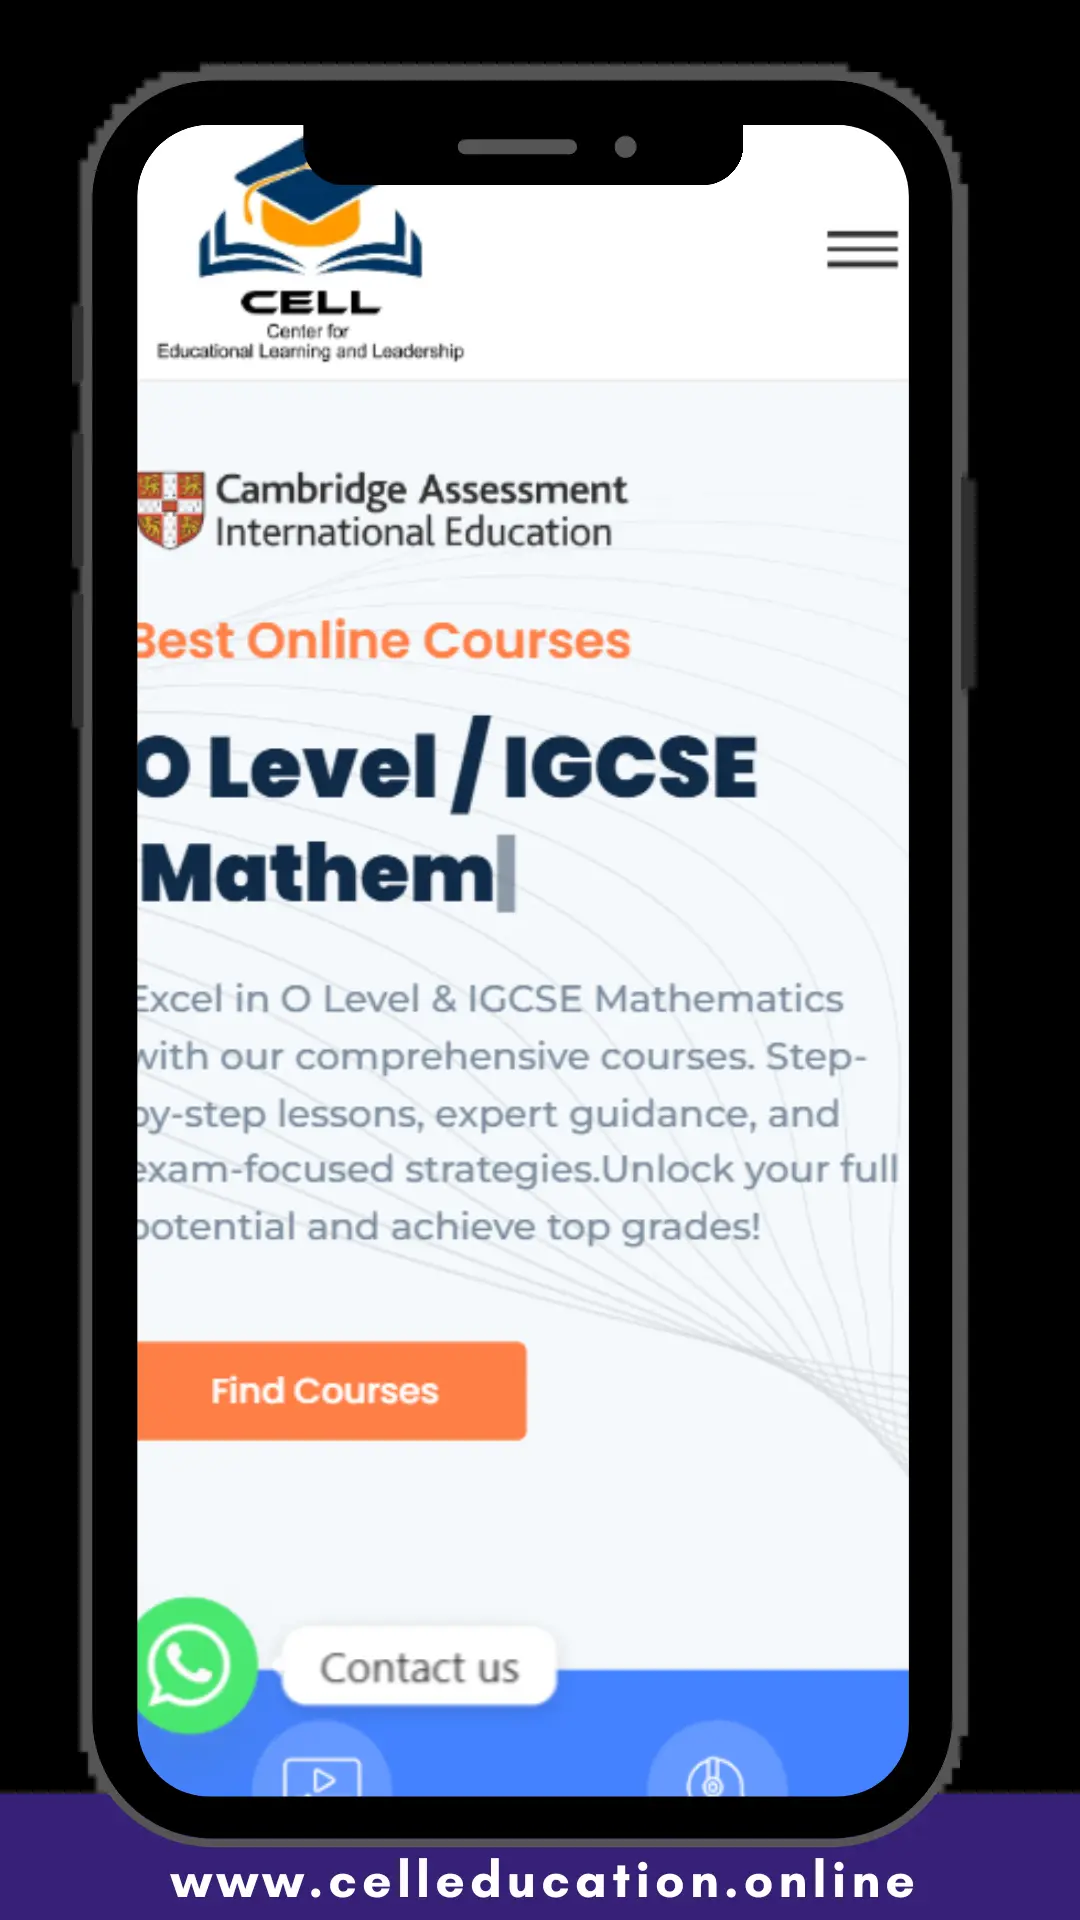 CELL
Center for
Educational Learning and Leadership
Cambridge Assessment
International Education
Best Online Courses
O Level / IGCSE
Mathem
Excel in O Level & IGCSE Mathematics
with our comprehensive courses. Step-
by-step lessons, expert guidance, and
exam-focused strategies.Unlock your full
potential and achieve top grades!
Find Courses
Contact us
www.celleducation.online